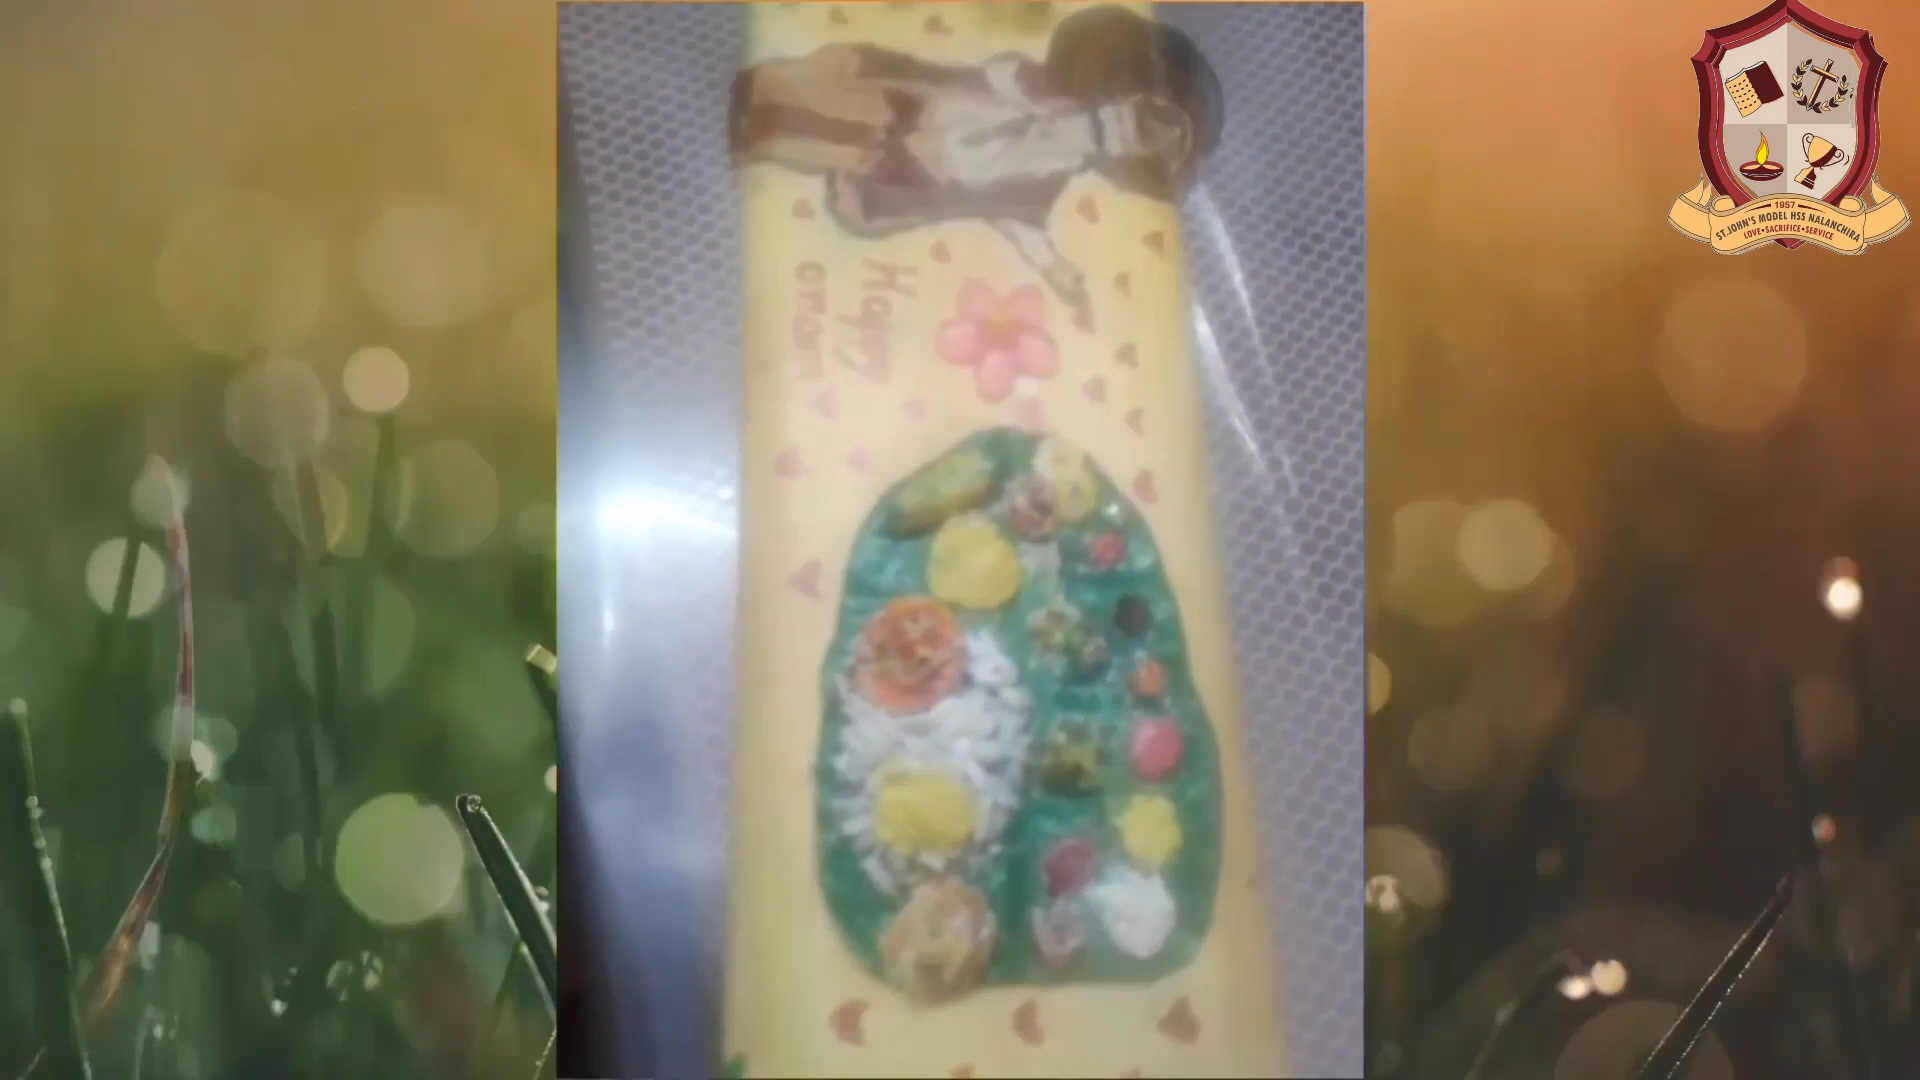 Happy
onam
1957
ST.JOHN'S MODEL HSS NALANCHIRA
LOVE•SACRIFICE•SERVICE